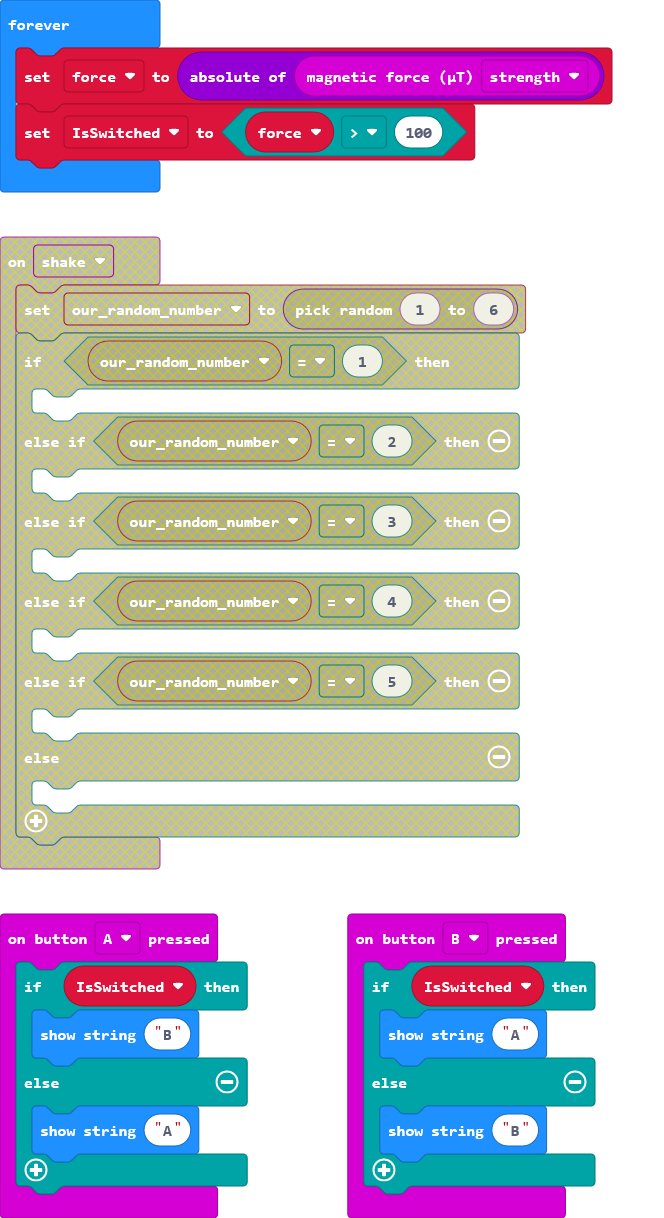 forever
set force to absolute of magnetic force (µT) strength
set IsSwitched to force > 100
on shake
set our_random_number to pick random 1 to 6
if our_random_number = 1 then
else if our_random_number = 2 then
else if our_random_number = 3 then
else if our_random_number = 4 then
else if our_random_number = 5 then
else
on button A pressed
if IsSwitched then
show string "B"
else
show string "A"
on button B pressed
if IsSwitched then
show string "A"
else
show string "B"